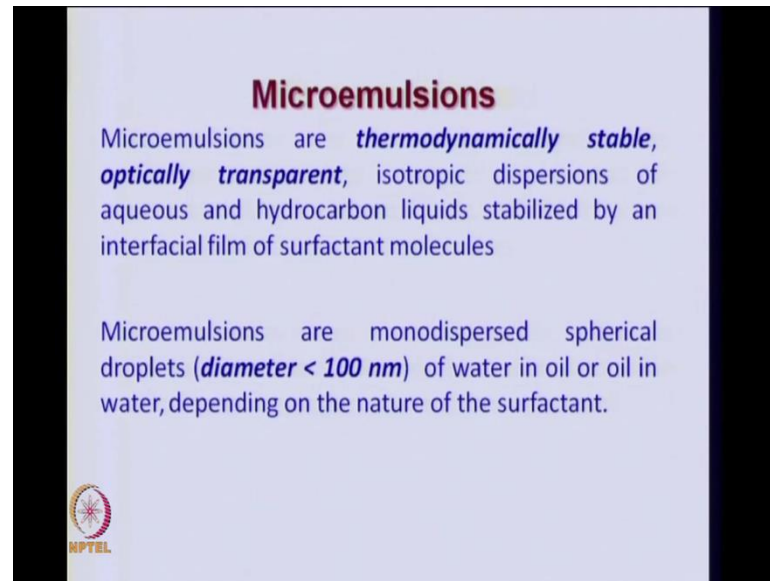 Microemulsions
Microemulsions are thermodynamically stable,
optically transparent, isotropic dispersions of
aqueous and hydrocarbon liquids stabilized by an
interfacial film of surfactant molecules
Microemulsions are monodispersed spherical
droplets (diameter < 100 nm) of water in oil or oil in
water, depending on the nature of the surfactant.
NPTEL